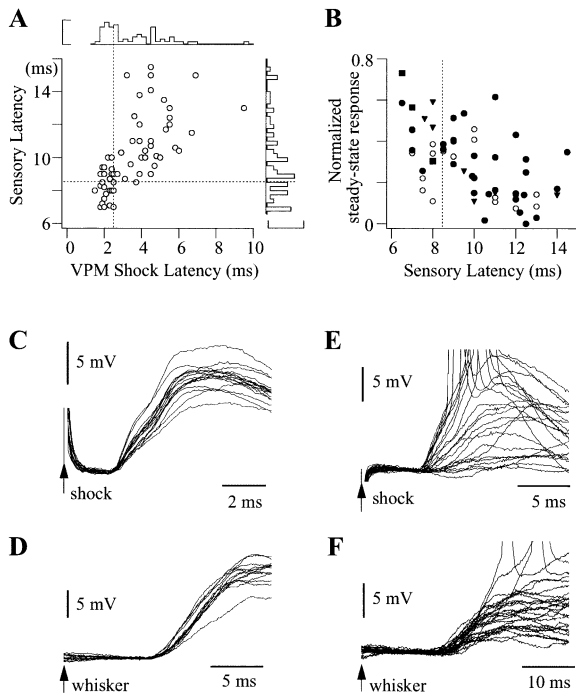 A
(ms)
14
10
6
Sensory Latency
0 2 4 6 8 10
VPM Shock Latency (ms)
B
0.8
0
Normalized
steady-state response
6 8 10 12 14
Sensory Latency (ms)
C
5 mV
shock
2 ms
E
5 mV
shock
5 ms
D
5 mV
whisker
5 ms
F
5 mV
whisker
10 ms